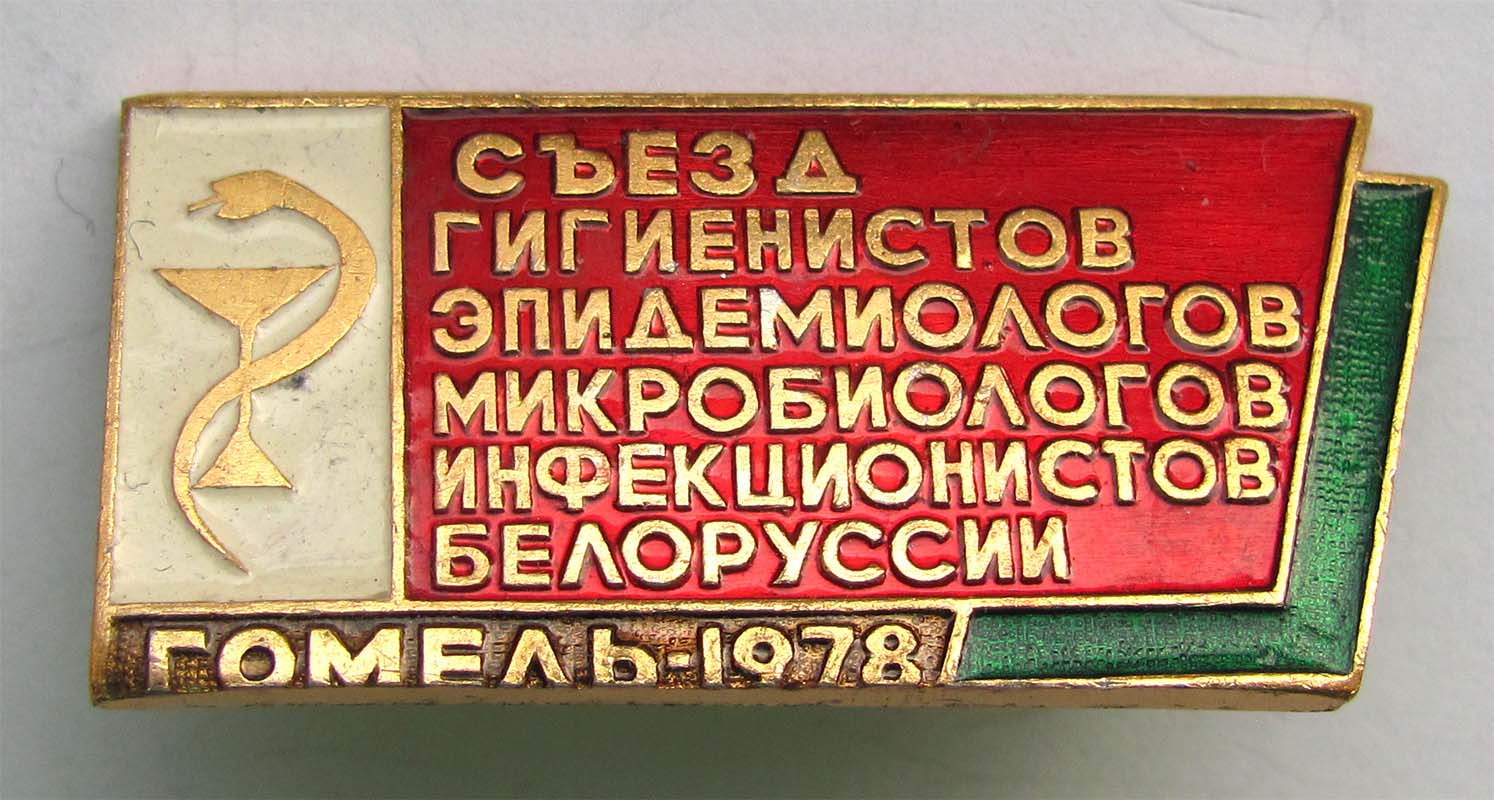 СЪЕЗД
ГИГИЕНИСТОВ
ЭПИДЕМИОЛОГОВ
МИКРОБИОЛОГОВ
ИНФЕКЦИОНИСТОВ
БЕЛОРУССИИ
ГОМЕЛЬ-1978